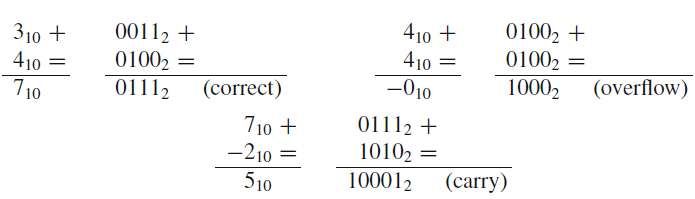 3₁₀ + 0011₂ + 4₁₀ + 0100₂ +
4₁₀ = 0100₂ = 4₁₀ = 0100₂ =
7₁₀ 0111₂ (correct) −0₁₀ 1000₂ (overflow)
7₁₀ + 0111₂ +
−2₁₀ = 1010₂ =
5₁₀ 10001₂ (carry)